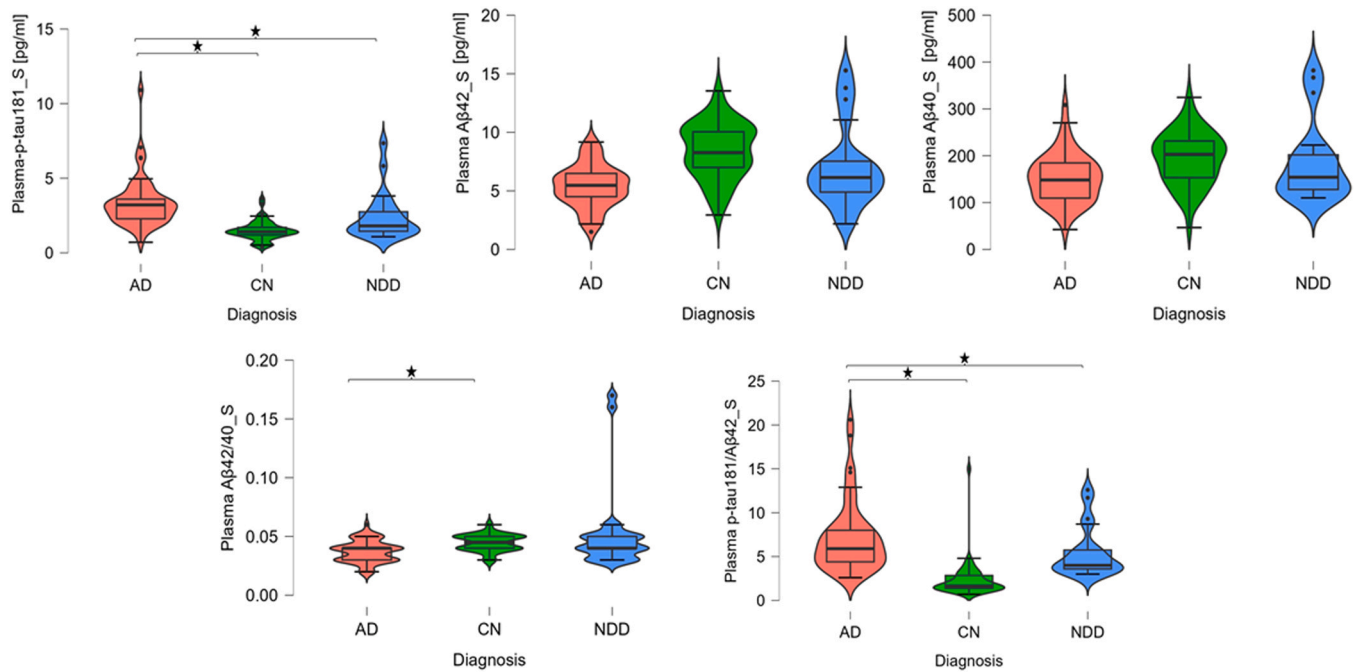 Plasma-p-tau181_S [pg/ml]
15
10
5
0
★
★
AD
CN
NDD
Diagnosis
Plasma Aβ42_S [pg/ml]
20
15
10
5
0
AD
CN
NDD
Diagnosis
Plasma Aβ40_S [pg/ml]
500
400
300
200
100
0
AD
CN
NDD
Diagnosis
Plasma Aβ42/40_S
0.20
0.15
0.10
0.05
0.00
★
AD
CN
NDD
Diagnosis
Plasma p-tau181/Aβ42_S
25
20
15
10
5
0
★
★
AD
CN
NDD
Diagnosis